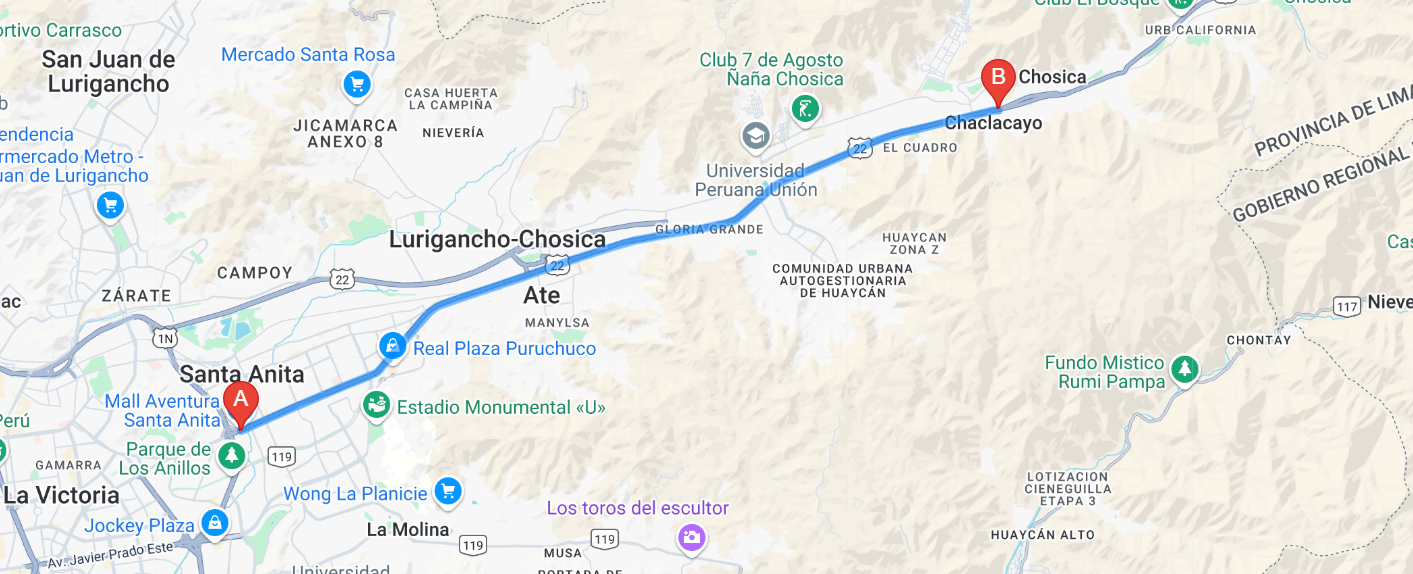 ortivo Carrasco
San Juan de
Lurigancho
Mercado Santa Rosa
CASA HUERTA
LA CAMPIÑA
JICAMARCA
ANEXO 8
NIEVERÍA
Club 7 de Agosto
Ñaña Chosica
Club El Bosque
Chosica
URB CALIFORNIA
B
Chosica
Chaclacayo
22
EL CUADRO
PROVINCIA DE LIMA
GOBIERNO REGIONAL
b
endencia
rmercado Metro -
uan de Lurigancho
Universidad
Peruana Unión
Lurigancho-Chosica
GLORIA GRANDE
HUAYCAN
ZONA Z
COMUNIDAD URBANA
AUTOGESTIONARIA
DE HUAYCÁN
Cas
CAMPOY
22
22
Ate
ZÁRATE
ac
117
Nieve
MANYLSA
1N
CHONTAY
Real Plaza Puruchuco
Santa Anita
Fundo Mistico
Rumi Pampa
A
Mall Aventura
Santa Anita
Estadio Monumental «U»
Perú
Parque de
Los Anillos
119
GAMARRA
La Victoria
Wong La Planicie
LOTIZACION
CIENEGUILLA
ETAPA 3
Jockey Plaza
La Molina
Los toros del escultor
HUAYCÁN ALTO
119
119
MUSA
Av. Javier Prado Este
Universidad
PORTADA DE